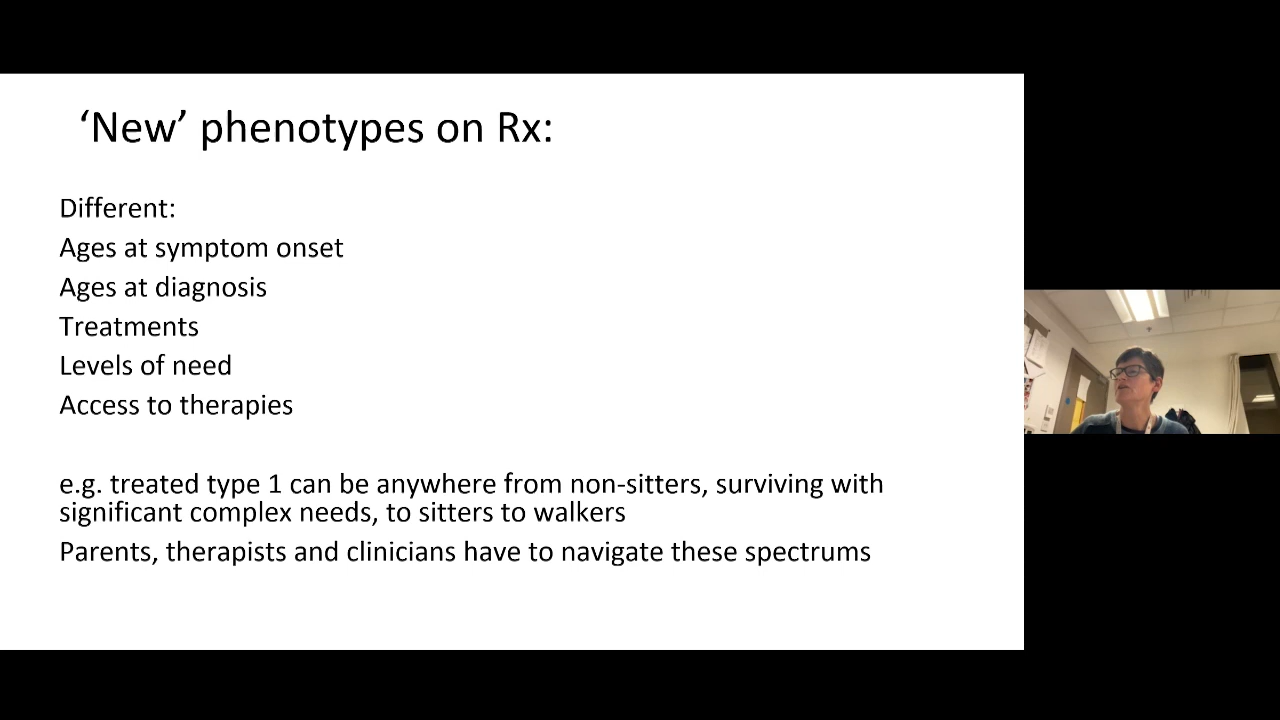 ‘New’ phenotypes on Rx:
Different:
Ages at symptom onset
Ages at diagnosis
Treatments
Levels of need
Access to therapies
e.g. treated type 1 can be anywhere from non-sitters, surviving with
significant complex needs, to sitters to walkers
Parents, therapists and clinicians have to navigate these spectrums